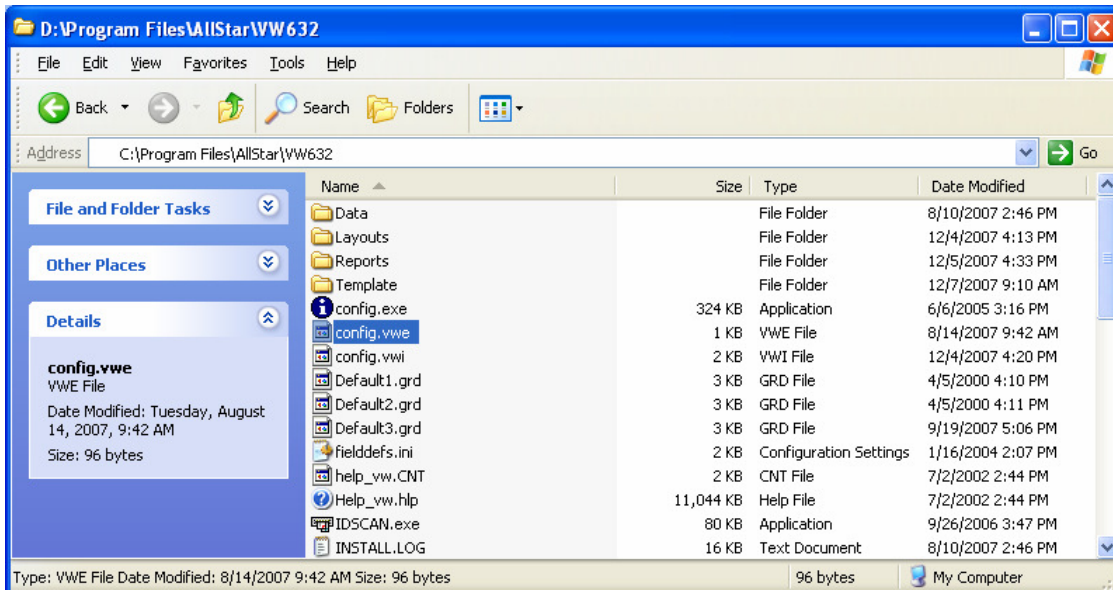 D:\Program Files\AllStar\VW632
File Edit View Favorites Tools Help
Back Search Folders
Address C:\Program Files\AllStar\VW632 Go
Name Size Type Date Modified
File and Folder Tasks
Other Places
Details
config.vwe
VWE File
Date Modified: Tuesday, August
14, 2007, 9:42 AM
Size: 96 bytes
Data File Folder 8/10/2007 2:46 PM
Layouts File Folder 12/4/2007 4:13 PM
Reports File Folder 12/5/2007 4:33 PM
Template File Folder 12/7/2007 9:10 AM
config.exe 324 KB Application 6/6/2005 3:16 PM
config.vwe 1 KB VWE File 8/14/2007 9:42 AM
config.vwi 2 KB VWI File 12/4/2007 4:20 PM
Default1.grd 3 KB GRD File 4/5/2000 4:10 PM
Default2.grd 3 KB GRD File 4/5/2000 4:11 PM
Default3.grd 3 KB GRD File 9/19/2007 5:06 PM
fielddefs.ini 2 KB Configuration Settings 1/16/2004 2:07 PM
help_vw.CNT 2 KB CNT File 7/2/2002 2:44 PM
Help_vw.hlp 11,044 KB Help File 7/2/2002 2:44 PM
IDSCAN.exe 80 KB Application 9/26/2006 3:47 PM
INSTALL.LOG 16 KB Text Document 8/10/2007 2:46 PM
Type: VWE File Date Modified: 8/14/2007 9:42 AM Size: 96 bytes 96 bytes My Computer